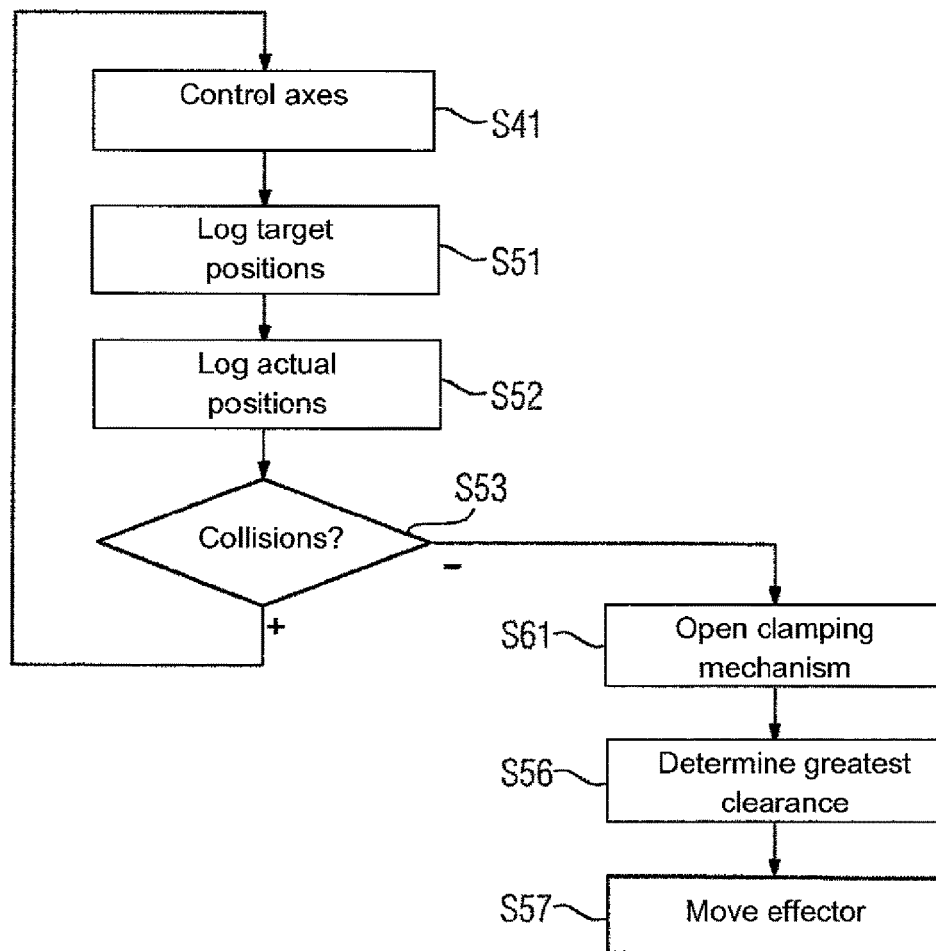 Control axes
S41
Log target
positions
S51
Log actual
positions
S52
S53
Collisions?
-
+
S61
Open clamping
mechanism
S56
Determine greatest
clearance
S57
Move effector